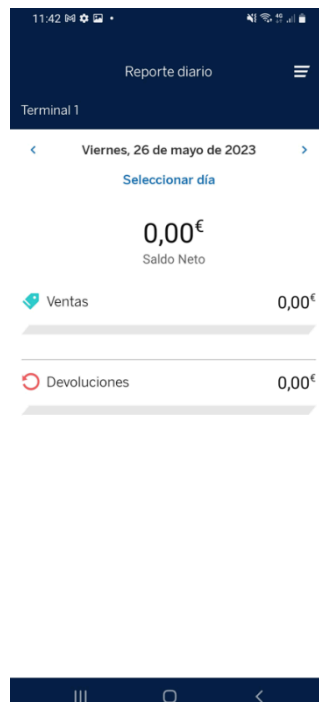 11:42
Reporte diario
Terminal 1
Viernes, 26 de mayo de 2023
Seleccionar día
0,00€
Saldo Neto
Ventas 0,00€
Devoluciones 0,00€